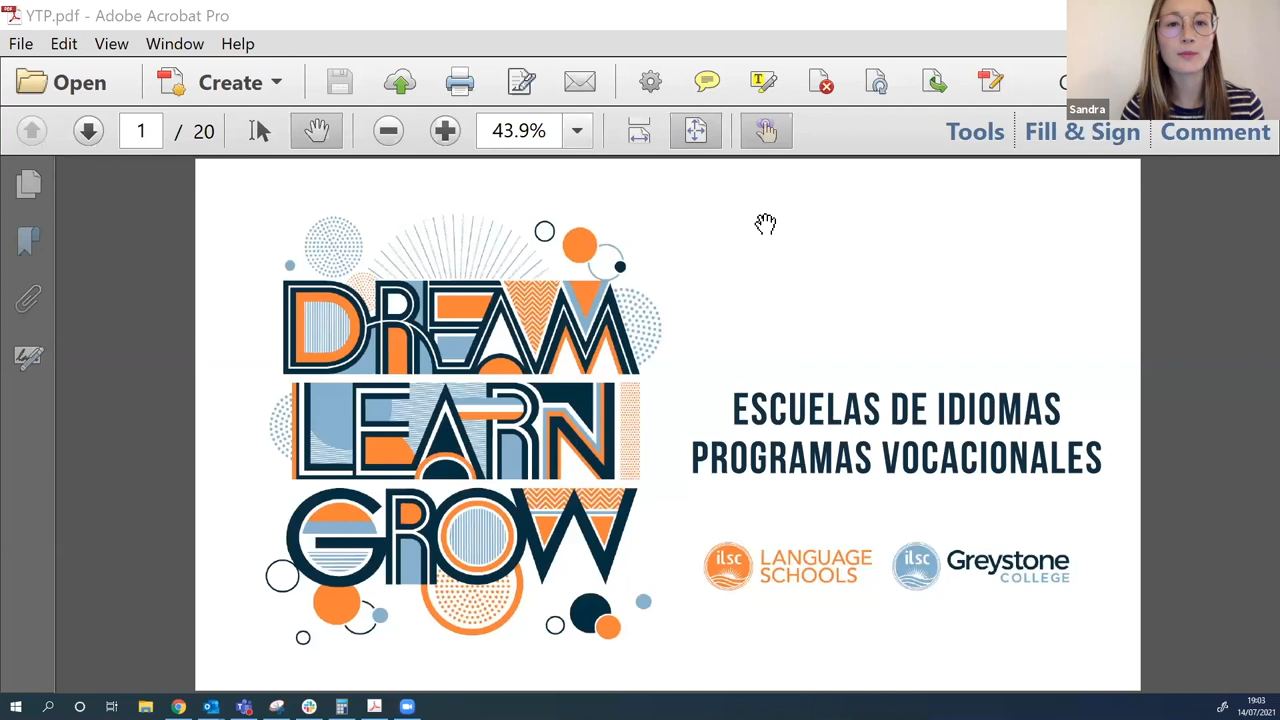 YTP.pdf - Adobe Acrobat Pro
File Edit View Window Help
Open Create
1 / 20 43.9% Tools Fill & Sign Comment
Sandra
DREAM
LEARN
GROW
ESCUELAS DE IDIOMAS
PROGRAMAS VOCACIONALES
ilsc LANGUAGE SCHOOLS
ilsc Greystone COLLEGE
19:03
14/07/2021